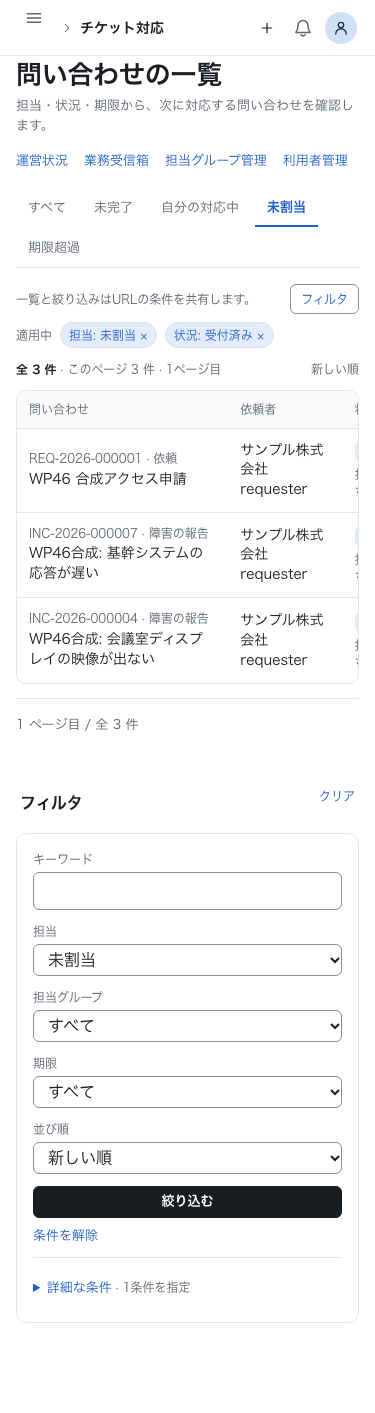 チケット対応
問い合わせの一覧
担当・状況・期限から、次に対応する問い合わせを確認し
ます。
運営状況 業務受信箱 担当グループ管理 利用者管理
すべて 未完了 自分の対応中 未割当
期限超過
一覧と絞り込みはURLの条件を共有します。 フィルタ
適用中 担当: 未割当 × 状況: 受付済み ×
全 3 件 · このページ 3 件 · 1ページ目 新しい順
問い合わせ 依頼者
REQ-2026-000001 · 依頼
WP46 合成アクセス申請
サンプル株式
会社
requester
INC-2026-000007 · 障害の報告
WP46合成: 基幹システムの
応答が遅い
サンプル株式
会社
requester
INC-2026-000004 · 障害の報告
WP46合成: 会議室ディスプ
レイの映像が出ない
サンプル株式
会社
requester
1 ページ目 / 全 3 件
フィルタ クリア
キーワード
担当
未割当
担当グループ
すべて
期限
すべて
並び順
新しい順
絞り込む
条件を解除
▶ 詳細な条件 · 1条件を指定